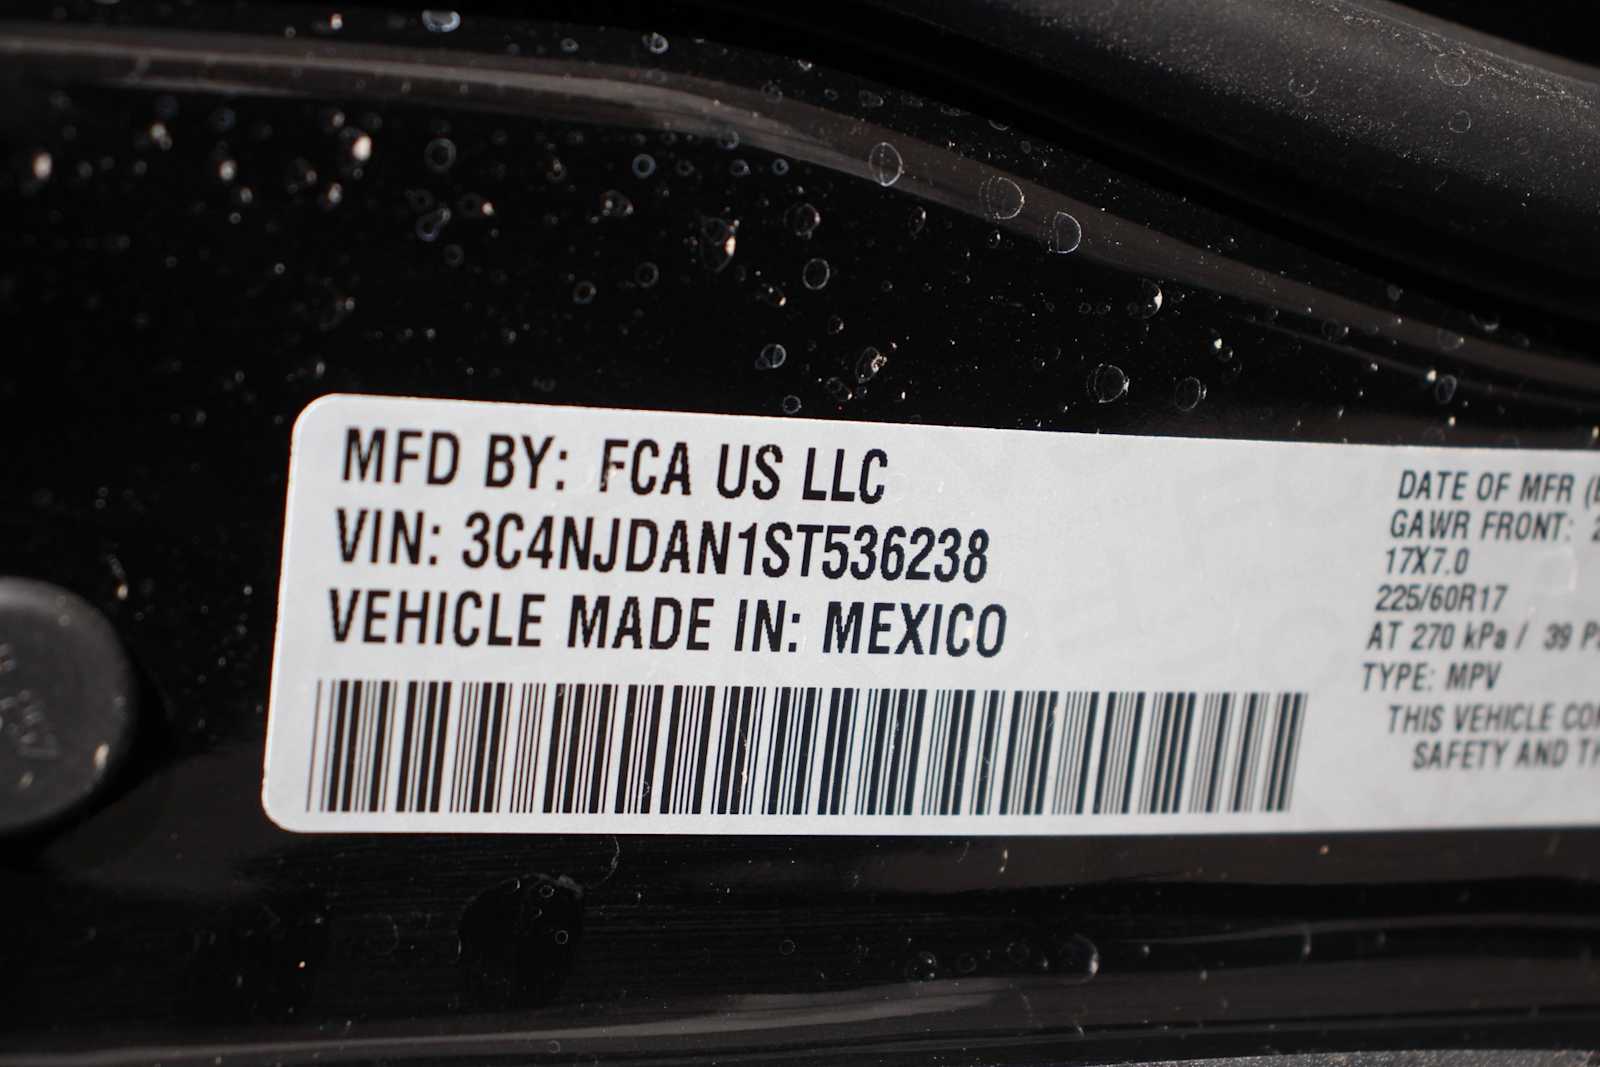 MFD BY: FCA US LLC
VIN: 3C4NJDAN1ST536238
VEHICLE MADE IN: MEXICO
DATE OF MFR
GAWR FRONT:
17X7.0
225/60R17
AT 270 kPa / 39
TYPE: MPV
THIS VEHICLE
SAFETY AND